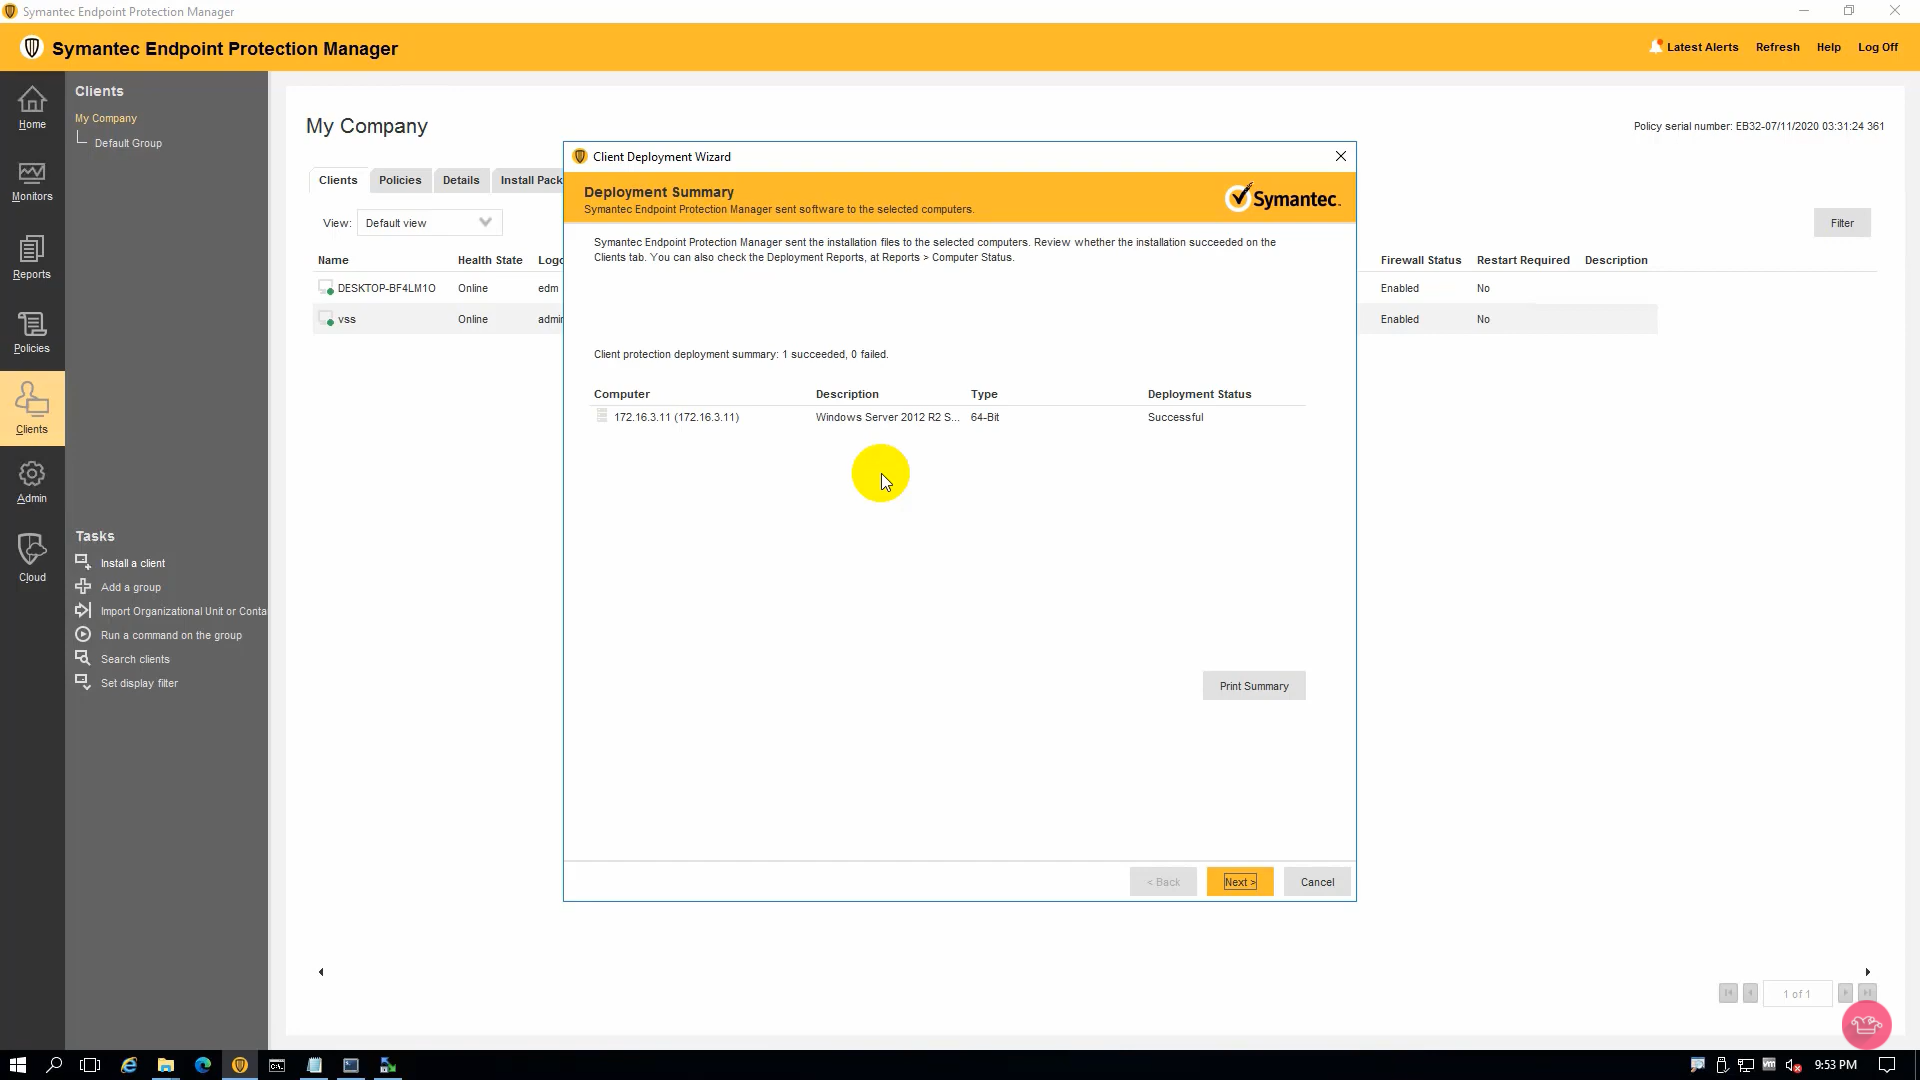 Symantec Endpoint Protection Manager
Symantec Endpoint Protection Manager
Latest Alerts
Refresh
Help
Log Off
Home
Monitors
Reports
Policies
Clients
Admin
Cloud
Clients
My Company
Default Group
Tasks
Install a client
Add a group
Import Organizational Unit or Conta
Run a command on the group
Search clients
Set display filter
My Company
Policy serial number: EB32-07/11/2020 03:31:24 361
Clients
Policies
Details
Install Pack
View:
Default view
Filter
Name
Health State
Logo
Firewall Status
Restart Required
Description
DESKTOP-BF4LM1O
Online
edm
Enabled
No
vss
Online
admi
Enabled
No
Client Deployment Wizard
Deployment Summary
Symantec Endpoint Protection Manager sent software to the selected computers.
Symantec.
Symantec Endpoint Protection Manager sent the installation files to the selected computers. Review whether the installation succeeded on the
Clients tab. You can also check the Deployment Reports, at Reports > Computer Status.
Client protection deployment summary: 1 succeeded, 0 failed.
Computer
Description
Type
Deployment Status
172.16.3.11 (172.16.3.11)
Windows Server 2012 R2 S...
64-Bit
Successful
Print Summary
< Back
Next >
Cancel
1 of 1
9:53 PM